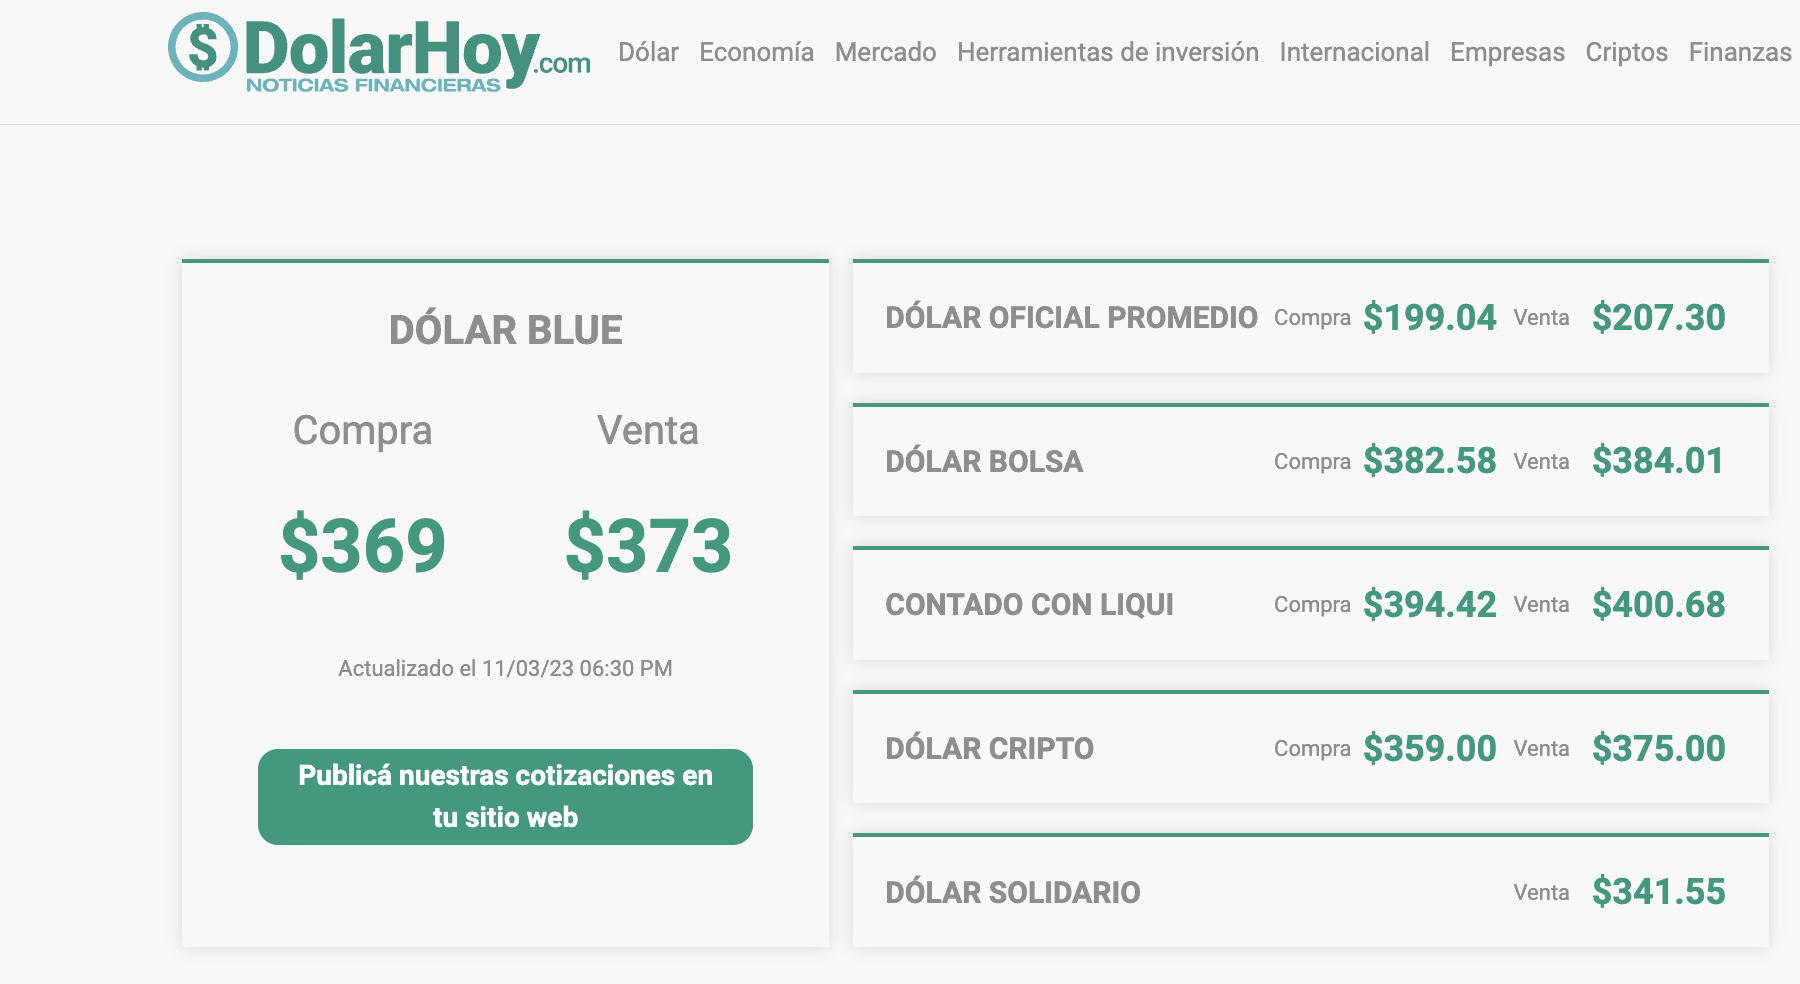 $ DolarHoy.com
NOTICIAS FINANCIERAS
Dólar Economía Mercado Herramientas de inversión Internacional Empresas Criptos Finanzas
DÓLAR BLUE
Compra Venta
$369 $373
Actualizado el 11/03/23 06:30 PM
Publicá nuestras cotizaciones en
tu sitio web
DÓLAR OFICIAL PROMEDIO Compra $199.04 Venta $207.30
DÓLAR BOLSA Compra $382.58 Venta $384.01
CONTADO CON LIQUI Compra $394.42 Venta $400.68
DÓLAR CRIPTO Compra $359.00 Venta $375.00
DÓLAR SOLIDARIO Venta $341.55